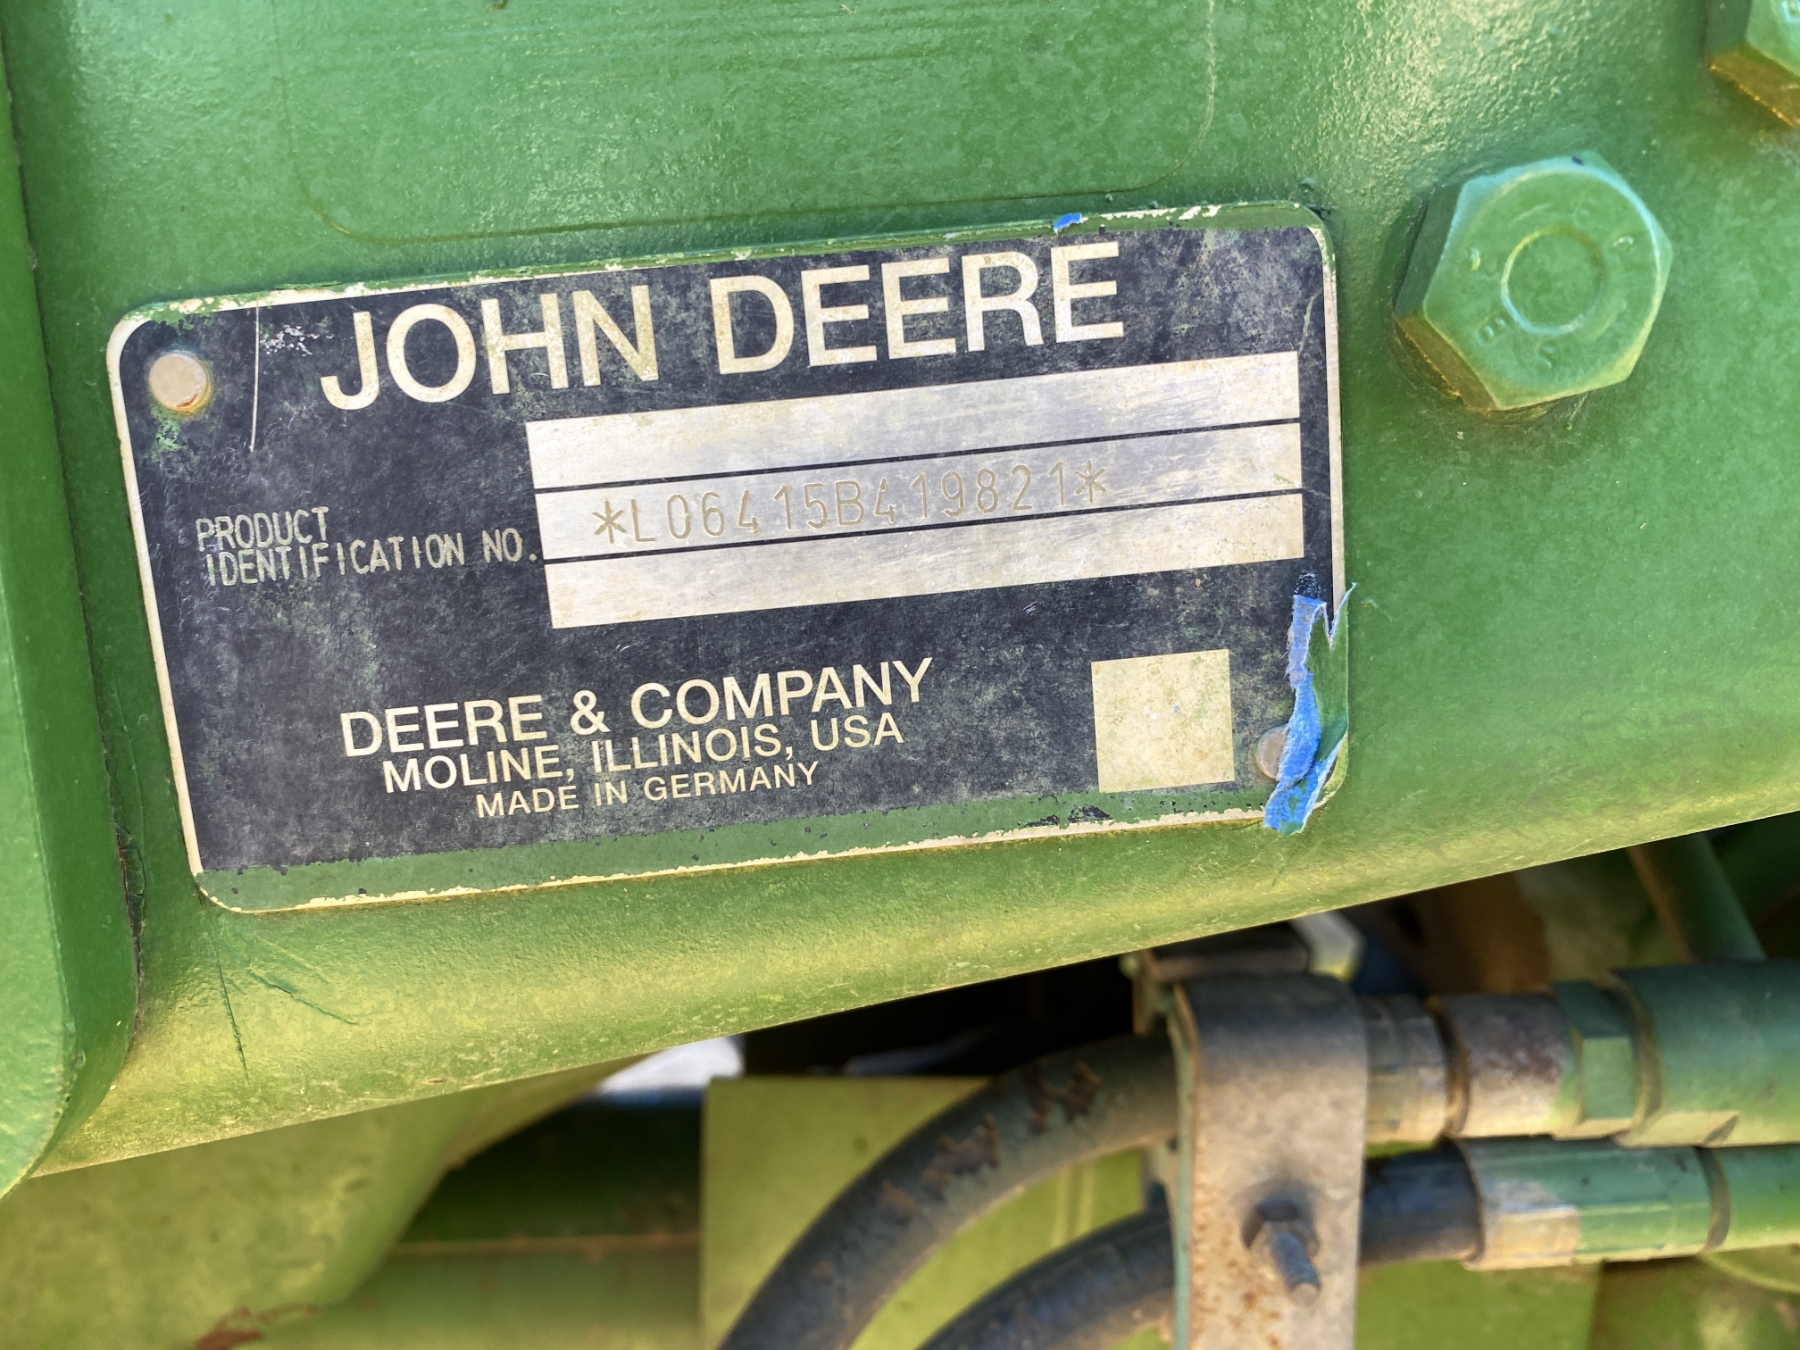 JOHN DEERE
*L06415B419821*
PRODUCT
IDENTIFICATION NO.
DEERE & COMPANY
MOLINE, ILLINOIS, USA
MADE IN GERMANY